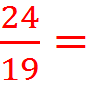 24/19 =